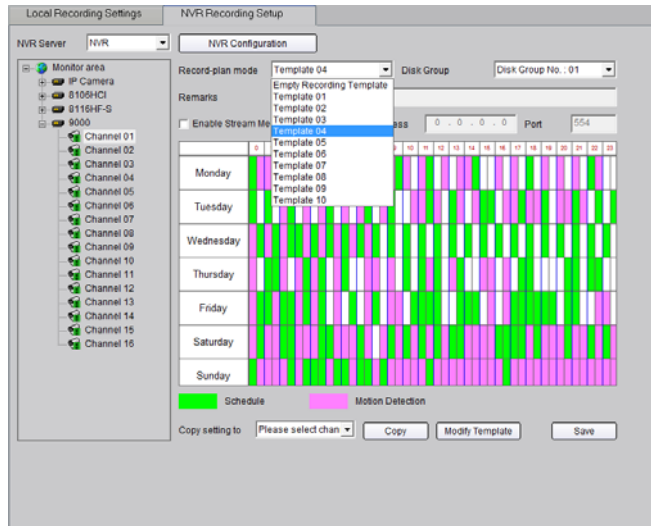 Local Recording Settings
NVR Recording Setup
NVR Server
NVR
NVR Configuration
Monitor area
IP Camera
8106HCI
8116HF-S
9000
Channel 01
Channel 02
Channel 03
Channel 04
Channel 05
Channel 06
Channel 07
Channel 08
Channel 09
Channel 10
Channel 11
Channel 12
Channel 13
Channel 14
Channel 15
Channel 16
Record-plan mode
Template 04
Disk Group
Disk Group No. : 01
Empty Recording Template
Template 01
Template 02
Template 03
Template 04
Template 05
Template 06
Template 07
Template 08
Template 09
Template 10
Remarks
Enable Stream Me
ess
0 . 0 . 0 . 0
Port
554
0 9 10 11 12 13 14 15 16 17 18 19 20 21 22 23
Monday
Tuesday
Wednesday
Thursday
Friday
Saturday
Sunday
Schedule
Motion Detection
Copy setting to
Please select chan
Copy
Modify Template
Save